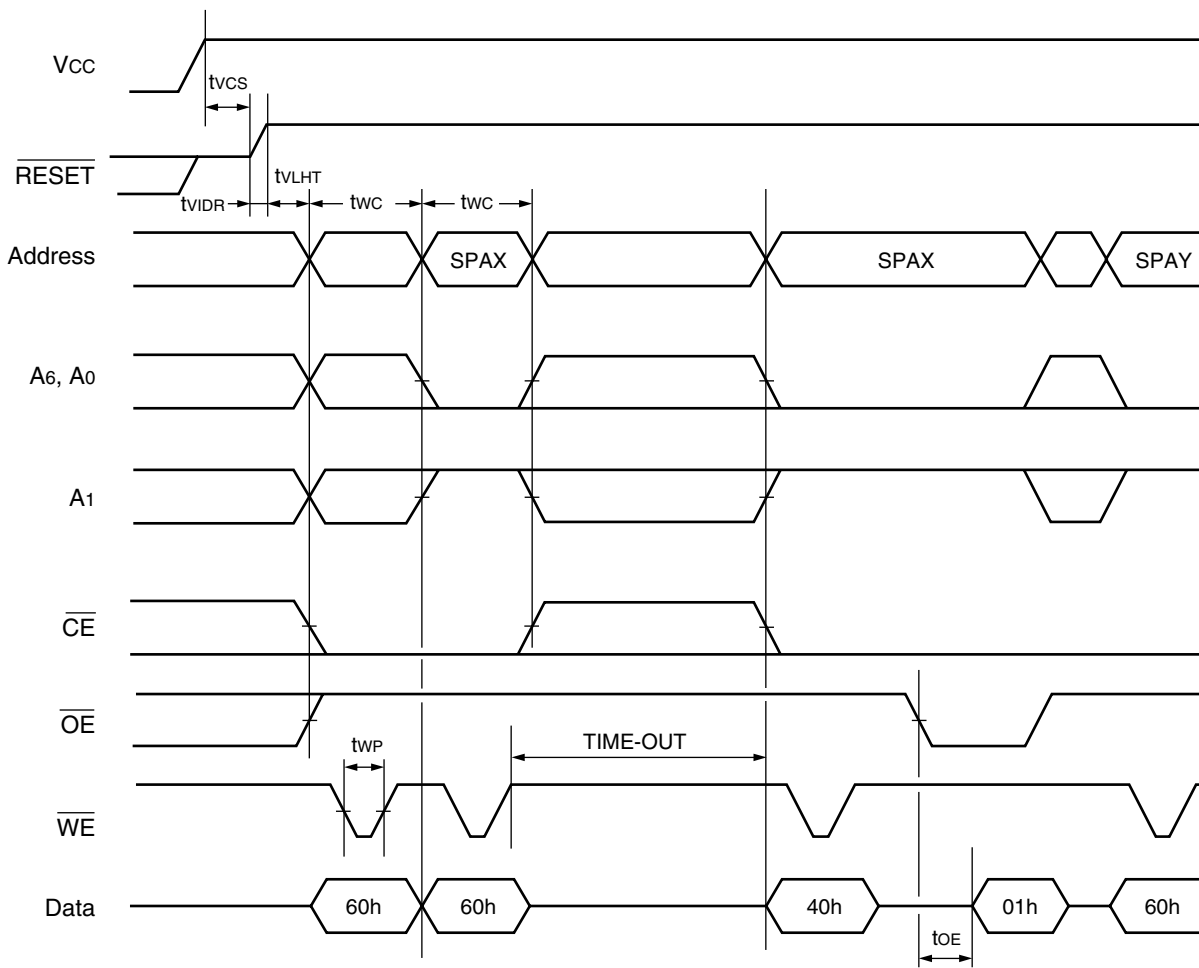 VCC
tVCS
RESET
tVLHT
tVIDR
tWC
tWC
Address
SPAX
SPAX
SPAY
A6, A0
A1
CE
OE
tWP
TIME-OUT
WE
Data
60h
60h
40h
01h
60h
tOE